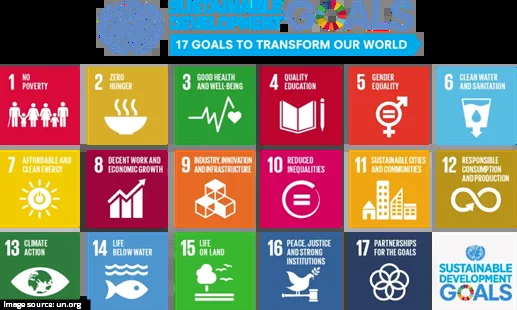 SUSTAINABLE
DEVELOPMENT
GOALS
17 GOALS TO TRANSFORM OUR WORLD
1 NO
POVERTY
2 ZERO
HUNGER
3 GOOD HEALTH
AND WELL-BEING
4 QUALITY
EDUCATION
5 GENDER
EQUALITY
6 CLEAN WATER
AND SANITATION
7 AFFORDABLE AND
CLEAN ENERGY
8 DECENT WORK AND
ECONOMIC GROWTH
9 INDUSTRY, INNOVATION
AND INFRASTRUCTURE
10 REDUCED
INEQUALITIES
11 SUSTAINABLE CITIES
AND COMMUNITIES
12 RESPONSIBLE
CONSUMPTION
AND PRODUCTION
13 CLIMATE
ACTION
14 LIFE
BELOW WATER
15 LIFE
ON LAND
16 PEACE, JUSTICE
AND STRONG
INSTITUTIONS
17 PARTNERSHIPS
FOR THE GOALS
SUSTAINABLE
DEVELOPMENT
GOALS
Image source: un.org